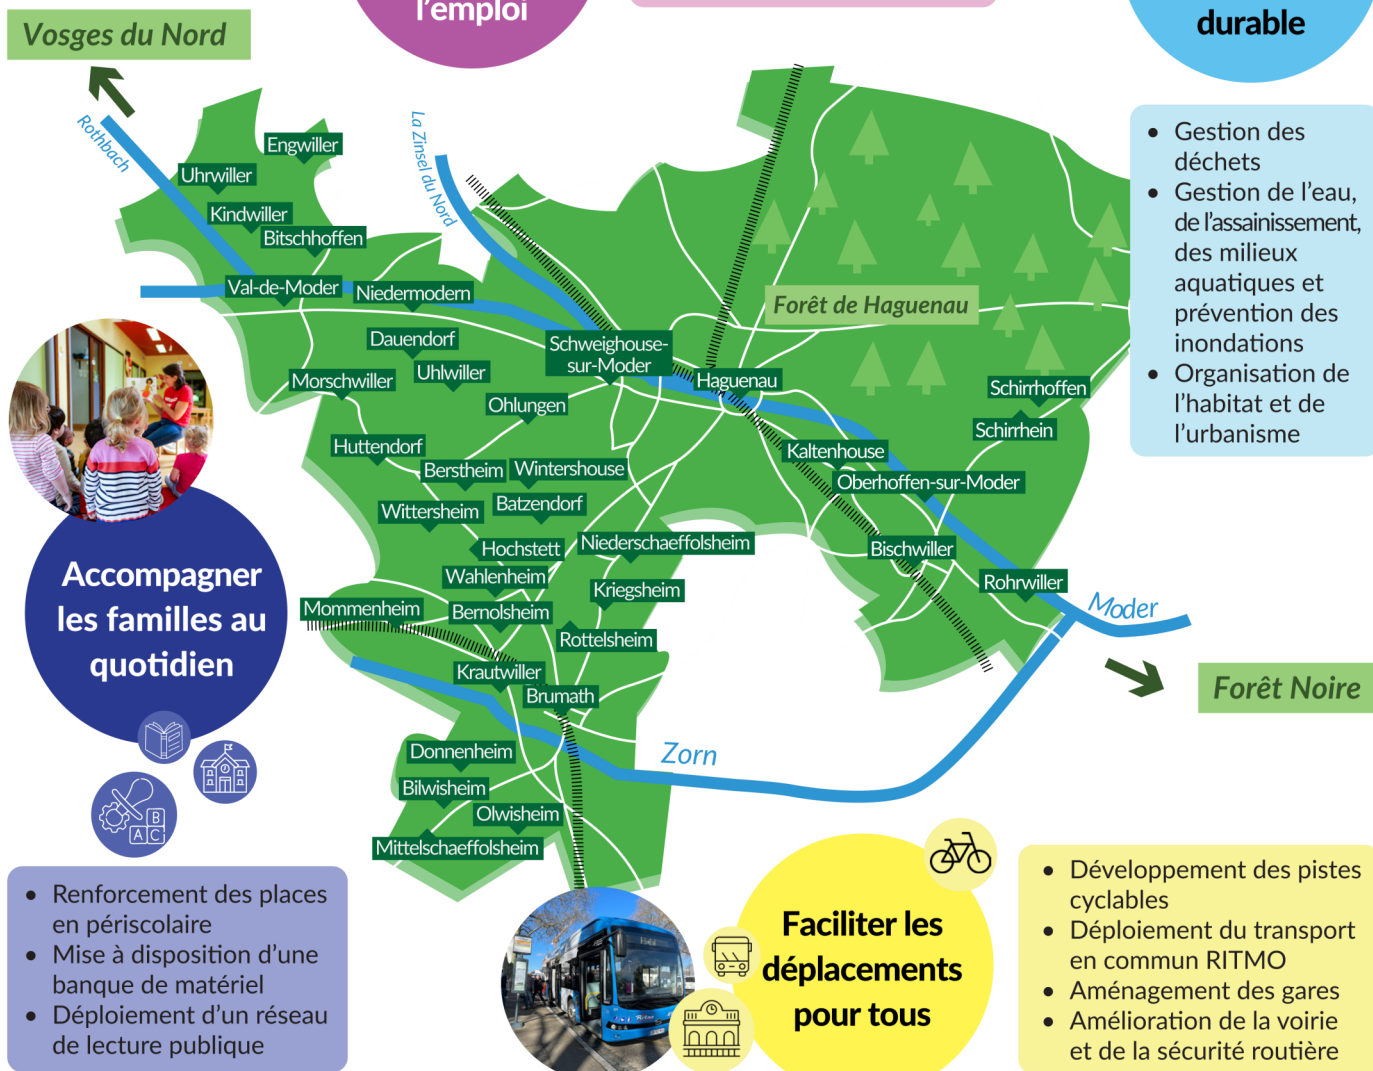 l'emploi
durable
Vosges du Nord
Rothbach
La Zinsel du Nord
Engwiller
Uhrwiller
Kindwiller
Bitschhoffen
Val-de-Moder
Niedermodern
Forêt de Haguenau
Dauendorf
Schweighouse-
sur-Moder
Uhlwiller
Morschwiller
Haguenau
Ohlungen
Schirrhoffen
Schirrhein
Huttendorf
Kaltenhouse
Berstheim
Wintershouse
Oberhoffen-sur-Moder
Wittersheim
Batzendorf
Hochstett
Niederschaeffolsheim
Bischwiller
Wahlenheim
Kriegsheim
Rohrwiller
Mommenheim
Bernolsheim
Moder
Rottelsheim
Krautwiller
Brumath
Forêt Noire
Donnenheim
Zorn
Bilwisheim
Olwisheim
Mittelschaeffolsheim
• Gestion des
déchets
• Gestion de l'eau,
de l'assainissement,
des milieux
aquatiques et
prévention des
inondations
• Organisation de
l'habitat et de
l'urbanisme
Accompagner
les familles au
quotidien
B
A C
• Renforcement des places
en périscolaire
• Mise à disposition d'une
banque de matériel
• Déploiement d'un réseau
de lecture publique
Faciliter les
déplacements
pour tous
• Développement des pistes
cyclables
• Déploiement du transport
en commun RITMO
• Aménagement des gares
• Amélioration de la voirie
et de la sécurité routière